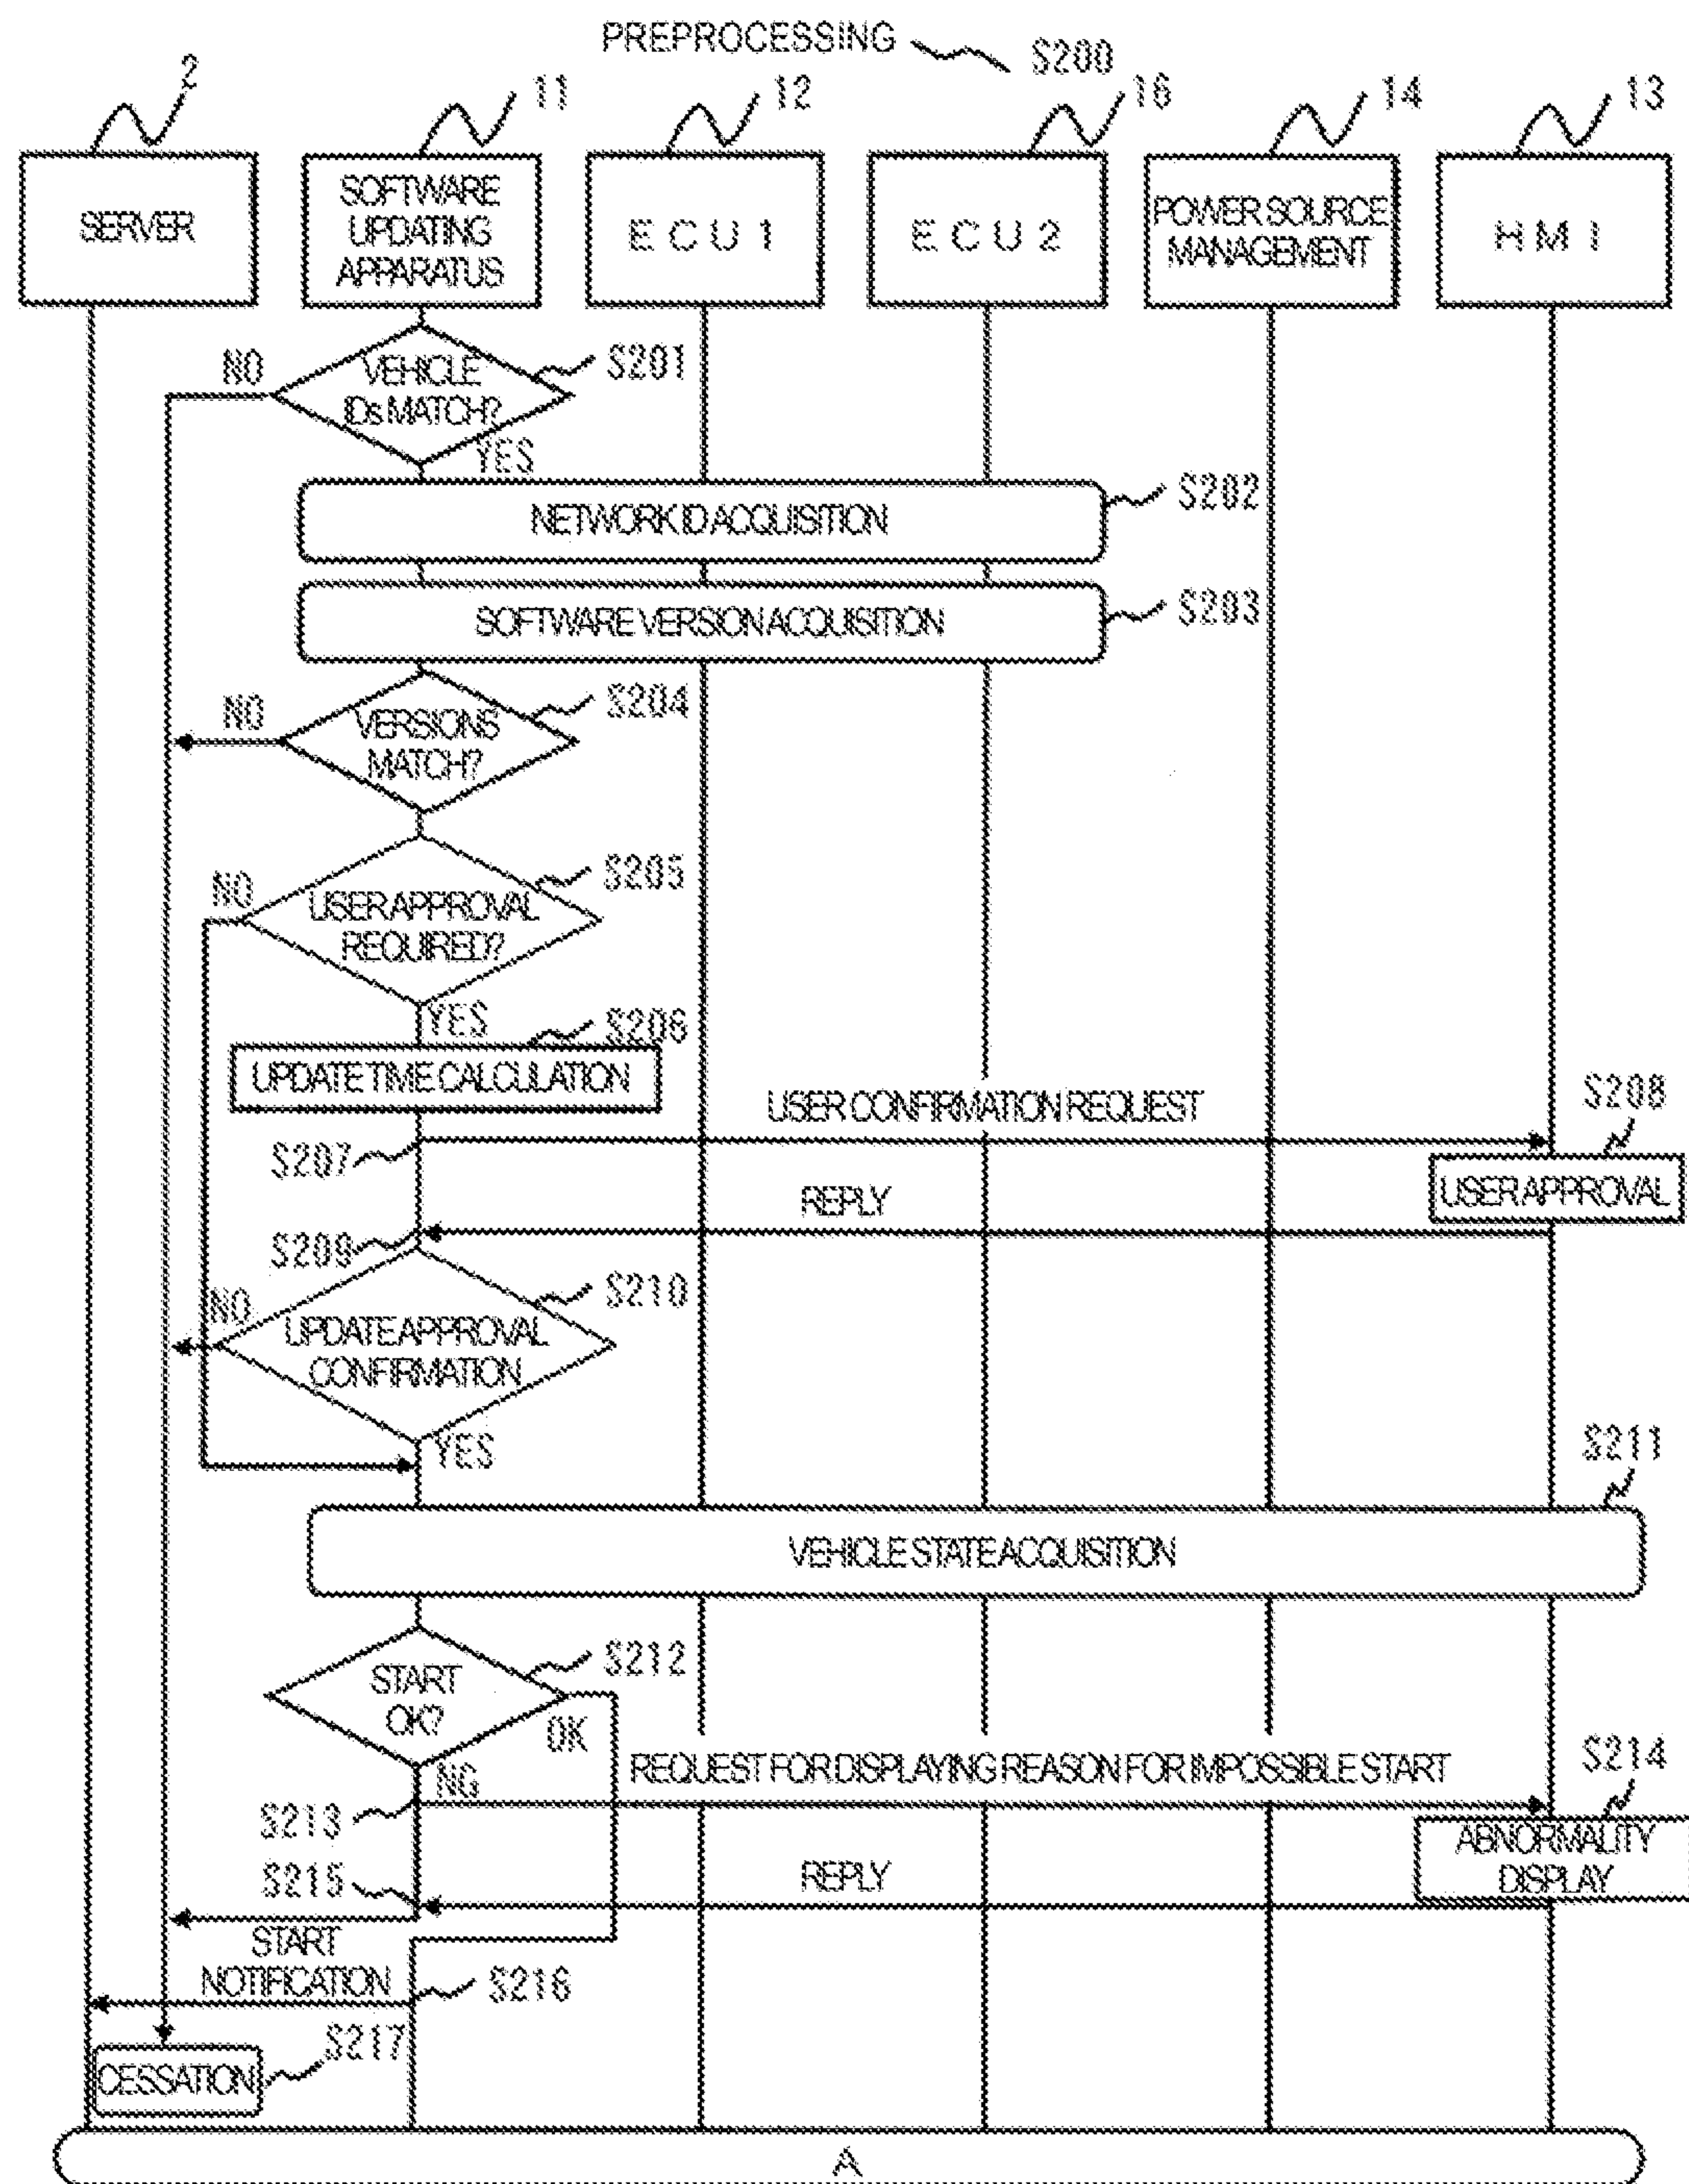 PREPROCESSING S200
2 11 12 16 14 13
SERVER
SOFTWARE
UPDATING
APPARATUS
ECU1
ECU2
POWER SOURCE
MANAGEMENT
HMI
NO
VEHICLE
IDs MATCH?
S201
YES
NETWORK ID ACQUISITION
S202
SOFTWARE VERSION ACQUISITION
S203
NO
VERSIONS
MATCH?
S204
NO
USER APPROVAL
REQUIRED?
S205
YES
S206
UPDATE TIME CALCULATION
USER CONFIRMATION REQUEST
S207
S208
USER APPROVAL
REPLY
S209
NO
UPDATE APPROVAL
CONFIRMATION
S210
YES
S211
VEHICLE STATE ACQUISITION
START
OK?
S212
OK
NG
REQUEST FOR DISPLAYING REASON FOR IMPOSSIBLE START
S213
S214
ABNORMALITY
DISPLAY
S215
REPLY
START
NOTIFICATION
S216
S217
CESSATION
A